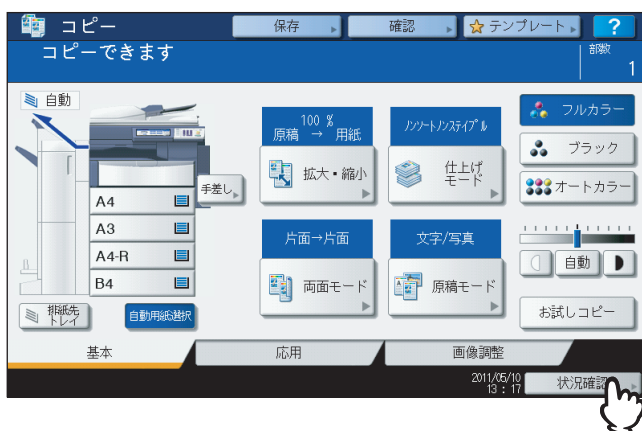 コピー
保存
確認
テンプレート
?
コピーできます
部数
1
自動
100 %
原稿 → 用紙
ノンソートノンステイプル
フルカラー
拡大・縮小
仕上げ
モード
ブラック
手差し
オートカラー
A4
A3
A4-R
B4
片面→片面
文字/写真
両面モード
原稿モード
自動
排紙先
トレイ
自動用紙選択
お試しコピー
基本
応用
画像調整
2011/05/10
13 : 17
状況確認